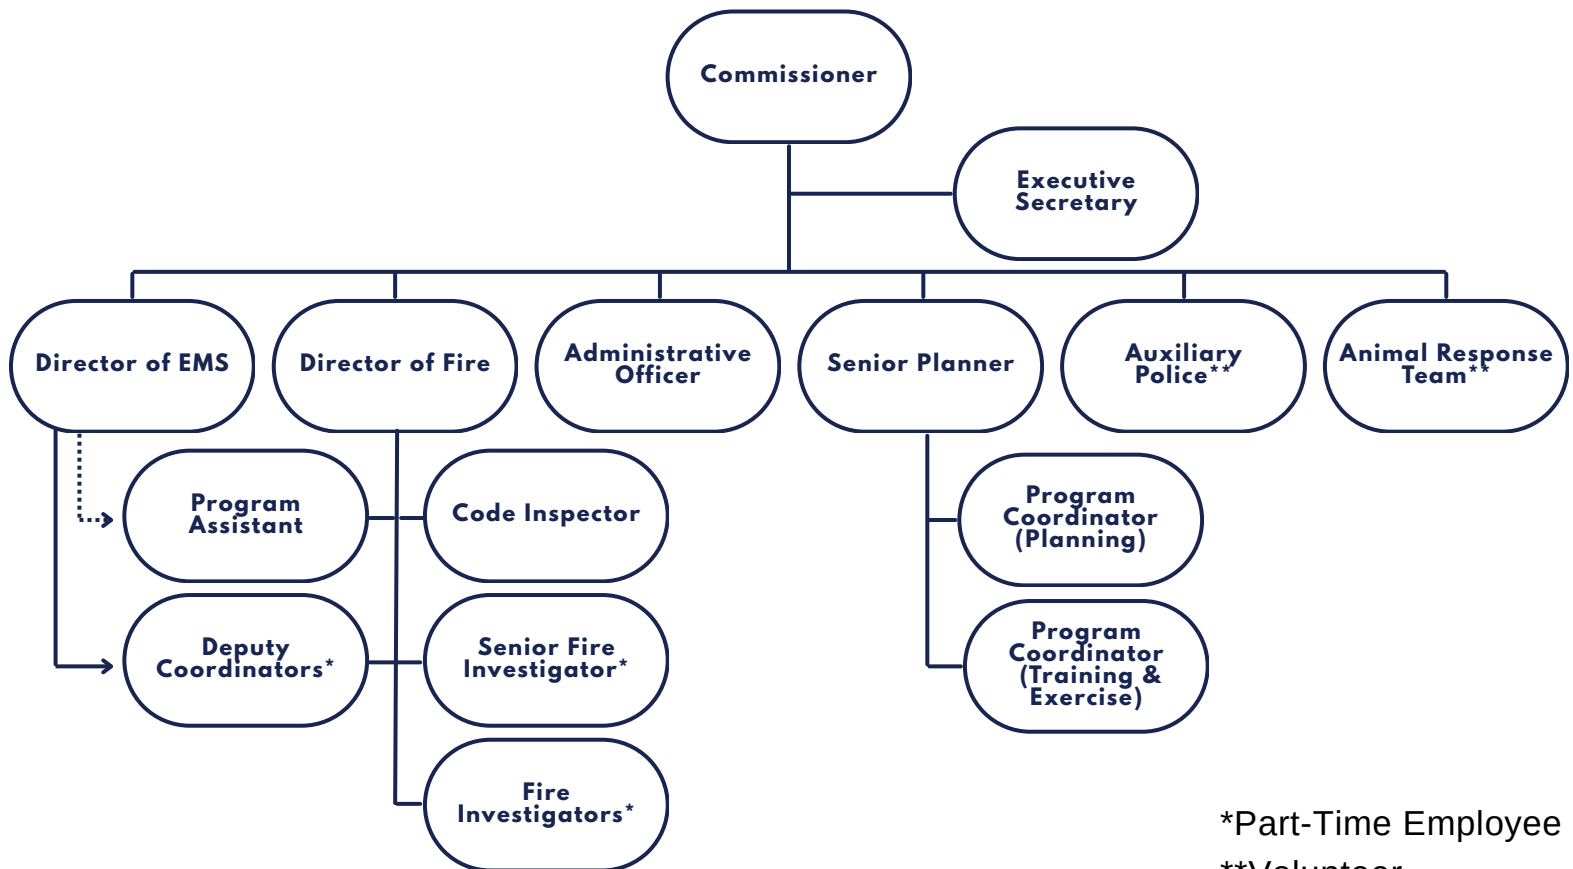 Commissioner
Executive
Secretary
Director of EMS
Director of Fire
Administrative
Officer
Senior Planner
Auxiliary
Police**
Animal Response
Team**
Program
Assistant
Code Inspector
Program
Coordinator
(Planning)
Deputy
Coordinators*
Senior Fire
Investigator*
Program
Coordinator
(Training &
Exercise)
Fire
Investigators*
*Part-Time Employee
**Volunteer